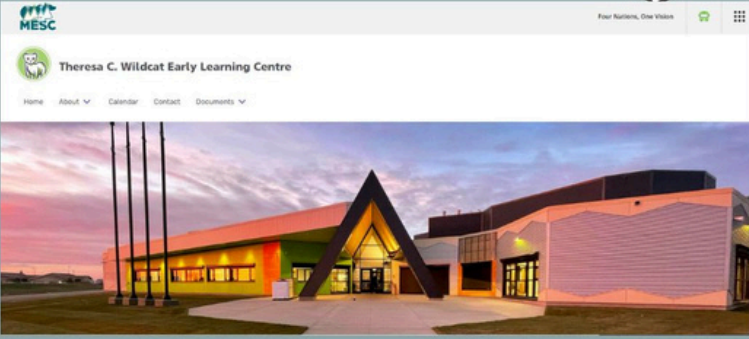 MESC
Four Nations, One Vision
Theresa C. Wildcat Early Learning Centre
Home About Calendar Contact Documents